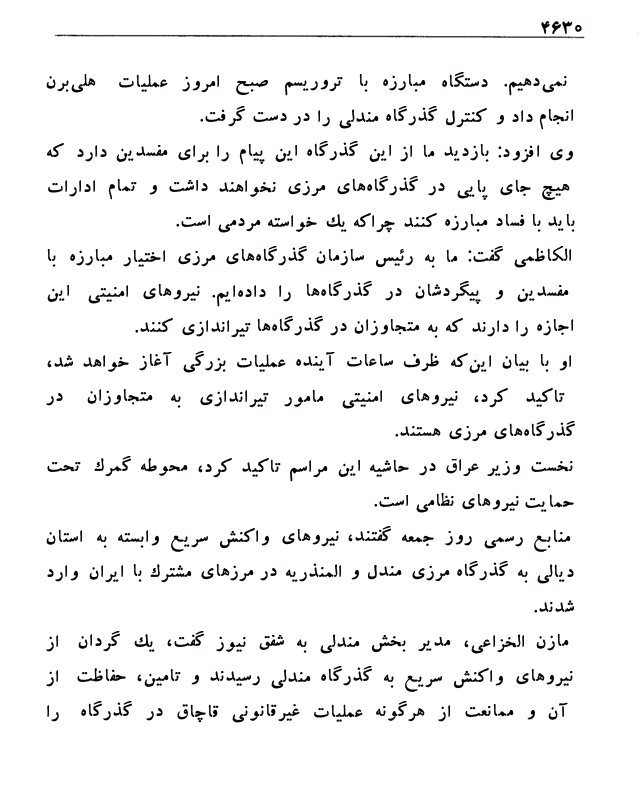 ۴۶۳۰
نمی‌دهیم. دستگاه مبارزه با تروریسم صبح امروز عملیات هلی‌برن
انجام داد و کنترل گذرگاه مندلی را در دست گرفت.
وی افزود: بازدید ما از این گذرگاه این پیام را برای مفسدین دارد که
هیچ جای پایی در گذرگاه‌های مرزی نخواهند داشت و تمام ادارات
باید با فساد مبارزه کنند چراکه یك خواسته مردمی است.
الکاظمی گفت: ما به رئیس سازمان گذرگاه‌های مرزی اختیار مبارزه با
مفسدین و پیگردشان در گذرگاه‌ها را داده‌ایم. نیروهای امنیتی این
اجازه را دارند که به متجاوزان در گذرگاه‌ها تیراندازی کنند.
او با بیان این‌که ظرف ساعات آینده عملیات بزرگی آغاز خواهد شد،
تاکید کرد، نیروهای امنیتی مامور تیراندازی به متجاوزان در
گذرگاه‌های مرزی هستند.
نخست وزیر عراق در حاشیه این مراسم تاکید کرد، محوطه گمرك تحت
حمایت نیروهای نظامی است.
منابع رسمی روز جمعه گفتند، نیروهای واکنش سریع وابسته به استان
دیالی به گذرگاه مرزی مندل و المنذریه در مرزهای مشترك با ایران وارد
شدند.
مازن الخزاعی، مدیر بخش مندلی به شفق نیوز گفت، یك گردان از
نیروهای واکنش سریع به گذرگاه مندلی رسیدند و تامین، حفاظت از
آن و ممانعت از هرگونه عملیات غیرقانونی قاچاق در گذرگاه را